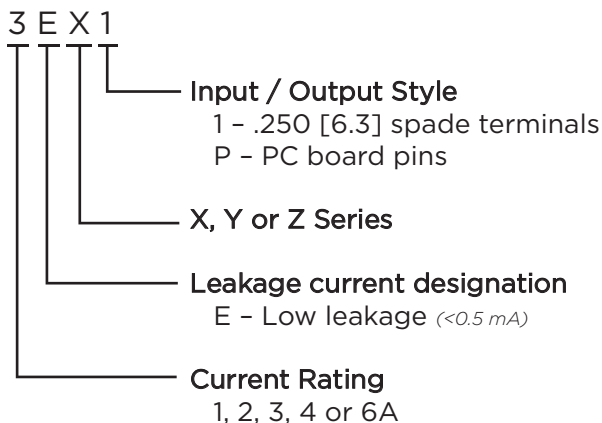 3 E X 1
Input / Output Style
1 – .250 [6.3] spade terminals
P – PC board pins
X, Y or Z Series
Leakage current designation
E – Low leakage (<0.5 mA)
Current Rating
1, 2, 3, 4 or 6A